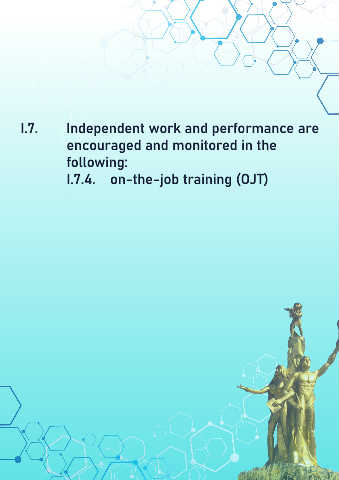 I.7. Independent work and performance are
encouraged and monitored in the
following:
I.7.4. on-the-job training (OJT)